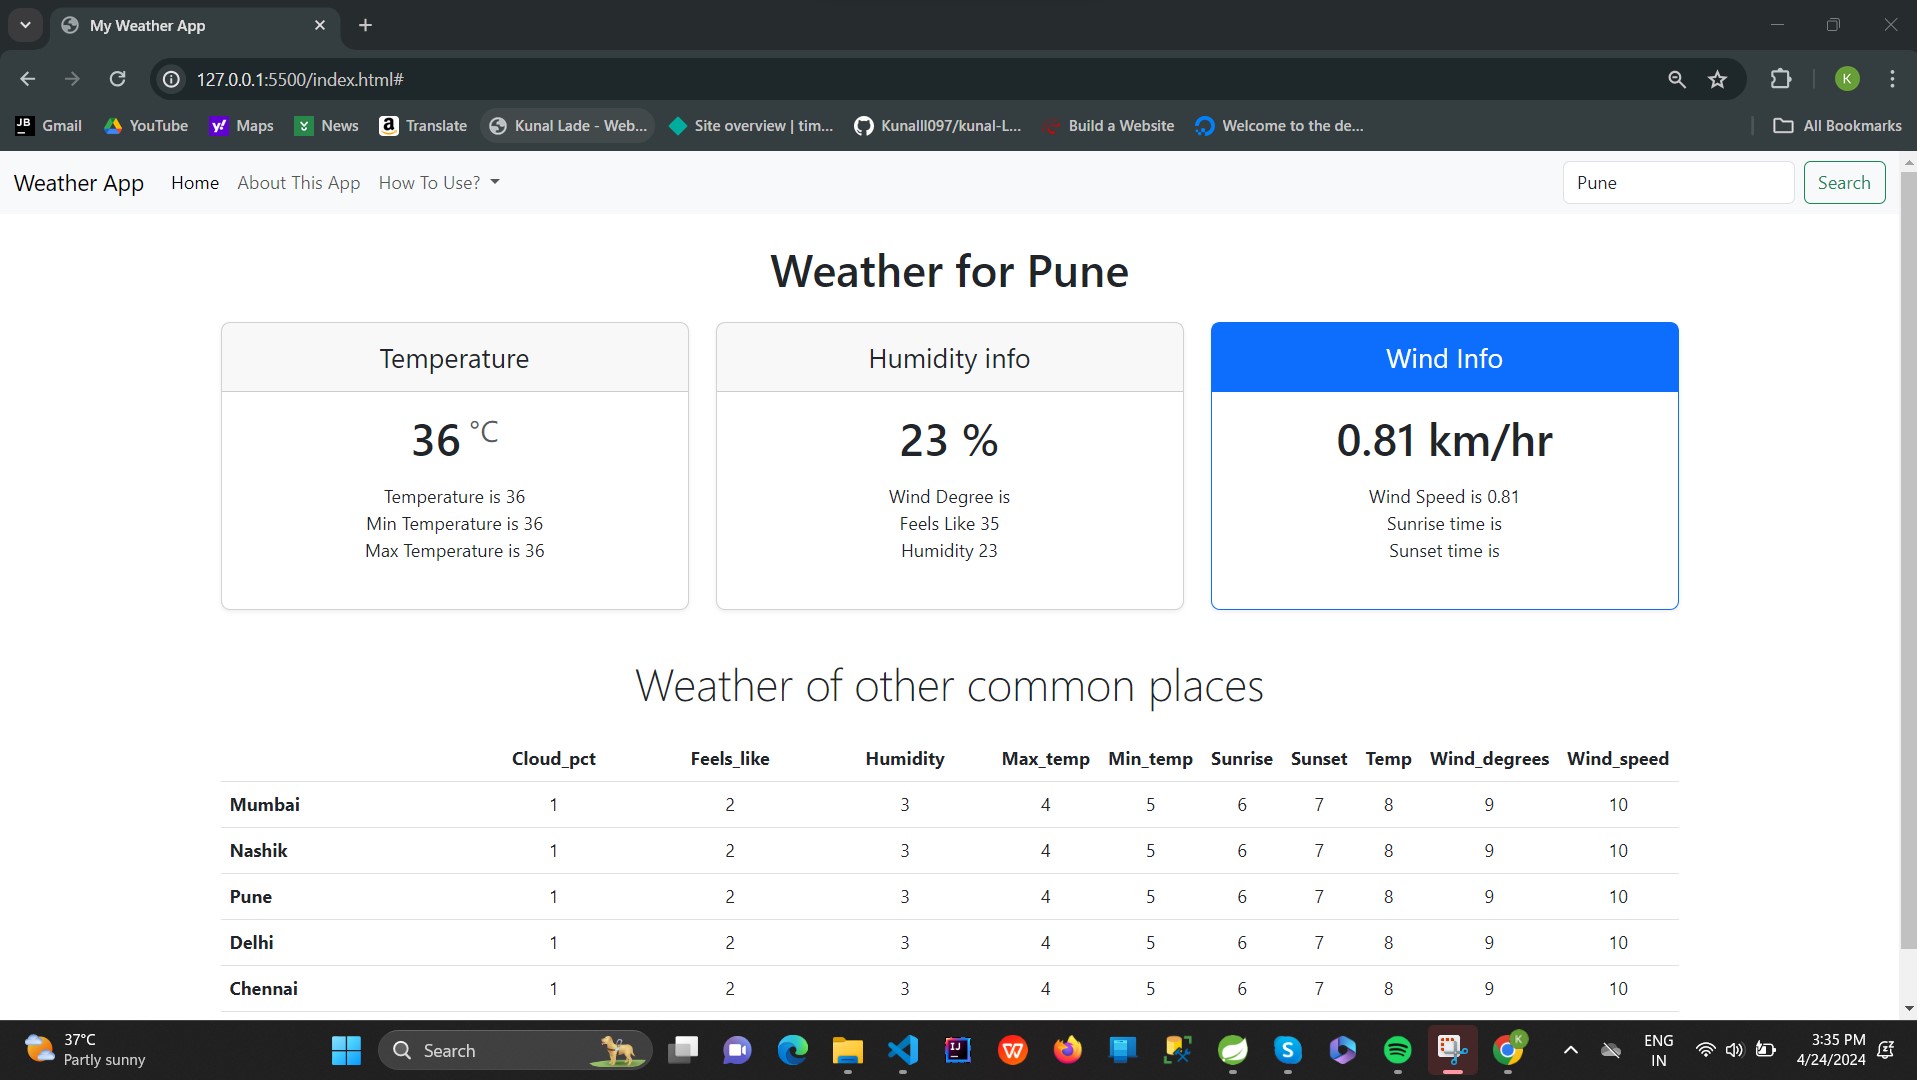 My Weather App
127.0.0.1:5500/index.html#
K
JB Gmail YouTube y! Maps News a Translate Kunal Lade - Web... Site overview | tim... Kunalll097/kunal-L... Build a Website Welcome to the de... All Bookmarks
Weather App Home About This App How To Use? Pune Search
Weather for Pune
Temperature Humidity info Wind Info
36 °C 23 % 0.81 km/hr
Temperature is 36 Wind Degree is Wind Speed is 0.81
Min Temperature is 36 Feels Like 35 Sunrise time is
Max Temperature is 36 Humidity 23 Sunset time is
Weather of other common places
Cloud_pct Feels_like Humidity Max_temp Min_temp Sunrise Sunset Temp Wind_degrees Wind_speed
Mumbai 1 2 3 4 5 6 7 8 9 10
Nashik 1 2 3 4 5 6 7 8 9 10
Pune 1 2 3 4 5 6 7 8 9 10
Delhi 1 2 3 4 5 6 7 8 9 10
Chennai 1 2 3 4 5 6 7 8 9 10
37°C
Partly sunny
Search
IJ
W
S
K
ENG
IN
3:35 PM
4/24/2024